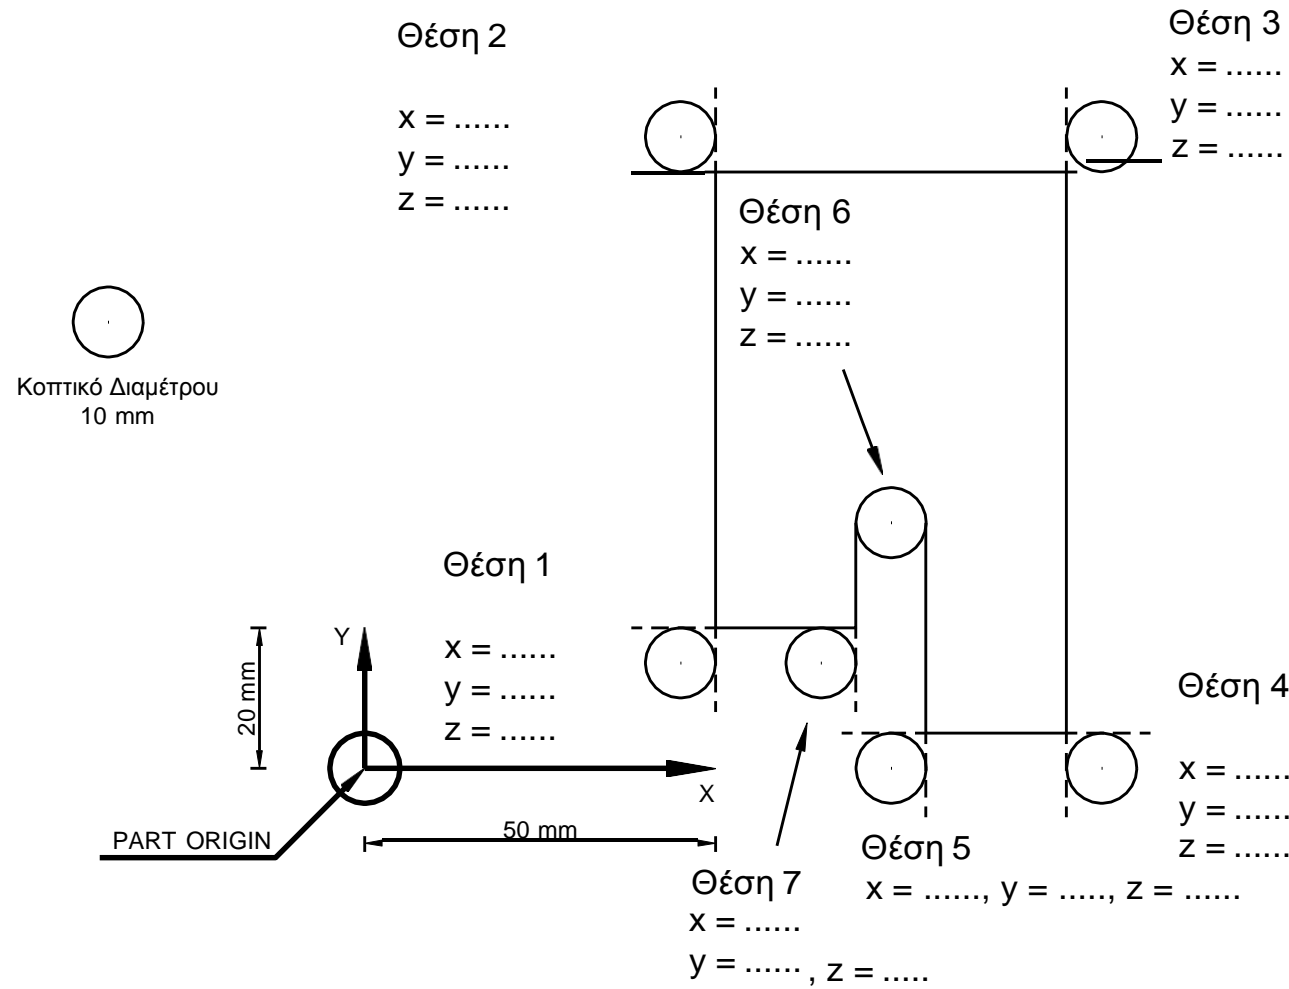 Θέση 2
x = ......
y = ......
z = ......
Θέση 3
x = ......
y = ......
z = ......
Θέση 6
x = ......
y = ......
z = ......
Κοπτικό Διαμέτρου
10 mm
Θέση 1
x = ......
y = ......
z = ......
Y
20 mm
X
50 mm
PART ORIGIN
Θέση 4
x = ......
y = ......
z = ......
Θέση 5
x = ......, y = ....., z = ......
Θέση 7
x = ......
y = ...... , z = .....